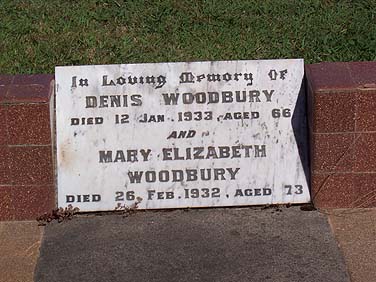 In Loving Memory Of
DENIS WOODBURY
DIED 12 JAN. 1933, AGED 66
AND
MARY ELIZABETH
WOODBURY
DIED 26, FEB. 1932, AGED 73